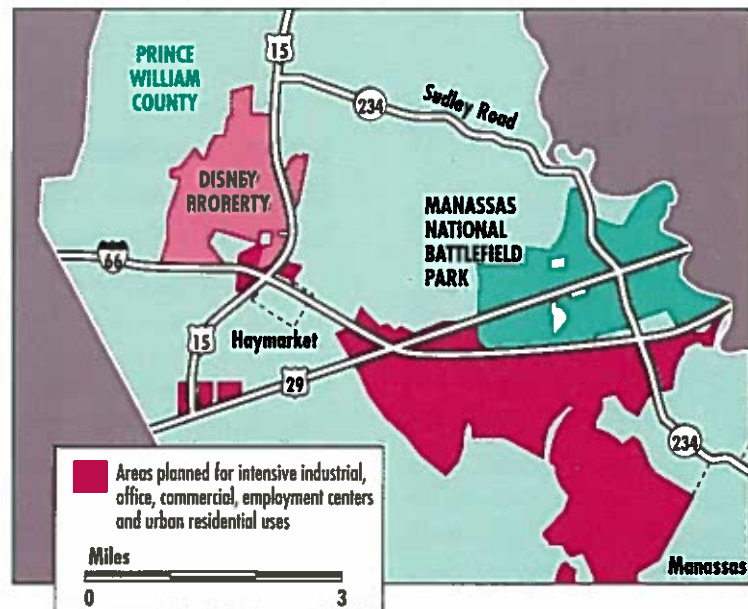 PRINCE
WILLIAM
COUNTY
15
234
Sudley Road
DISNEY
PROPERTY
MANASSAS
NATIONAL
BATTLEFIELD
PARK
66
15
Haymarket
29
234
Areas planned for intensive industrial,
office, commercial, employment centers
and urban residential uses
Miles
0 3
Manassas